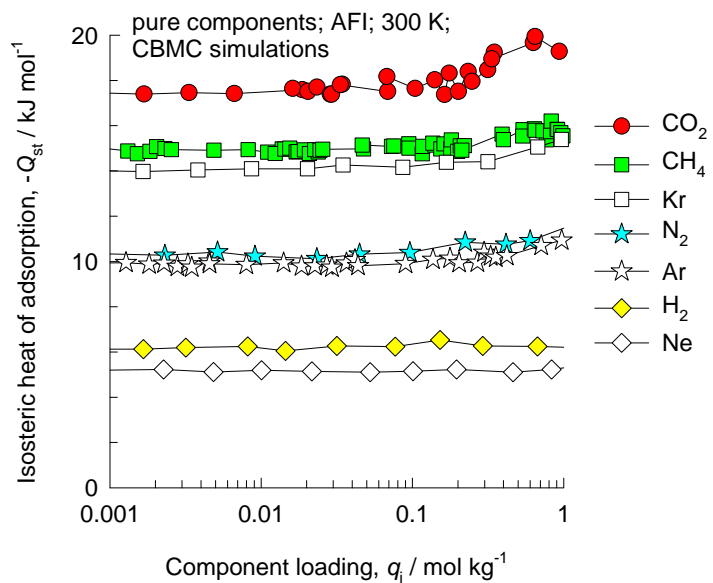 pure components; AFI; 300 K;
CBMC simulations
Isosteric heat of adsorption, -Qst / kJ mol-1
20
10
0
0.001
0.01
0.1
1
Component loading, qi / mol kg-1
CO2
CH4
Kr
N2
Ar
H2
Ne